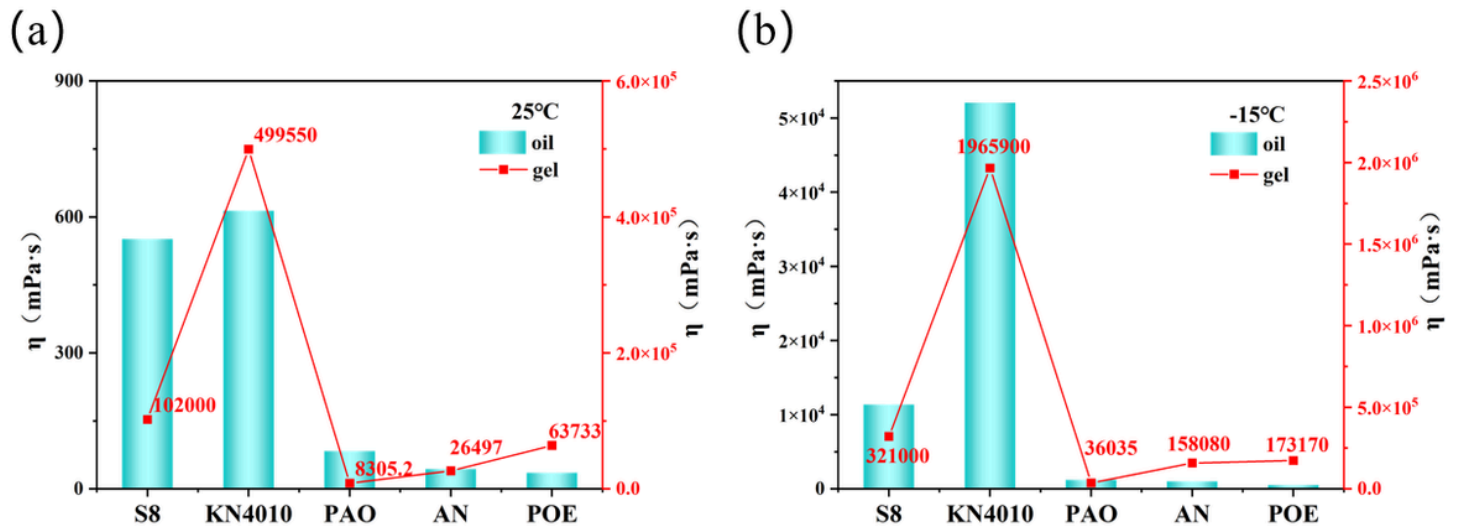 (a)
900
600
300
0
η（mPa·s）
25°C
oil
gel
102000
499550
8305.2
26497
63733
6.0×10⁵
4.0×10⁵
2.0×10⁵
0.0
η（mPa·s）
S8 KN4010 PAO AN POE
(b)
5×10⁴
4×10⁴
3×10⁴
2×10⁴
1×10⁴
0
η（mPa·s）
-15°C
oil
gel
321000
1965900
36035
158080
173170
2.5×10⁶
2.0×10⁶
1.5×10⁶
1.0×10⁶
5.0×10⁵
0.0
η（mPa·s）
S8 KN4010 PAO AN POE